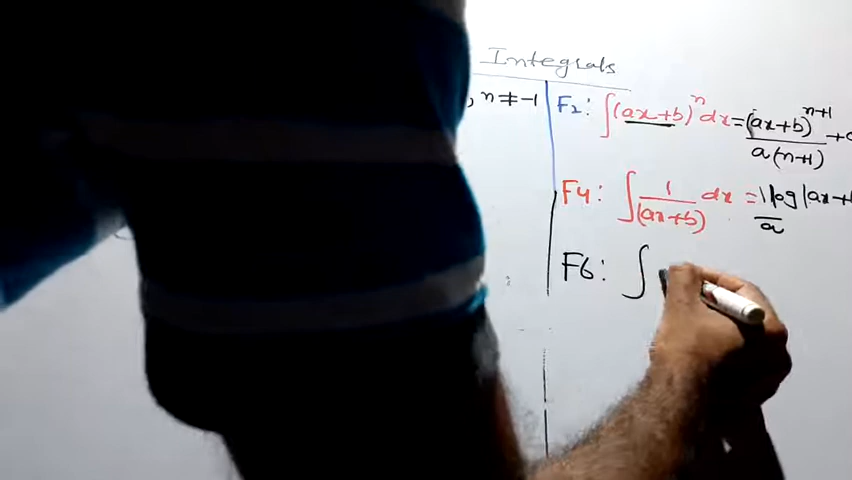 Integrals
, n ≠ -1
F2: ∫(ax+b)^n dx = (ax+b)^{n+1} / a(n+1) + c
F4: ∫ 1/(ax+b) dx = 1/a log|ax+
F6: ∫